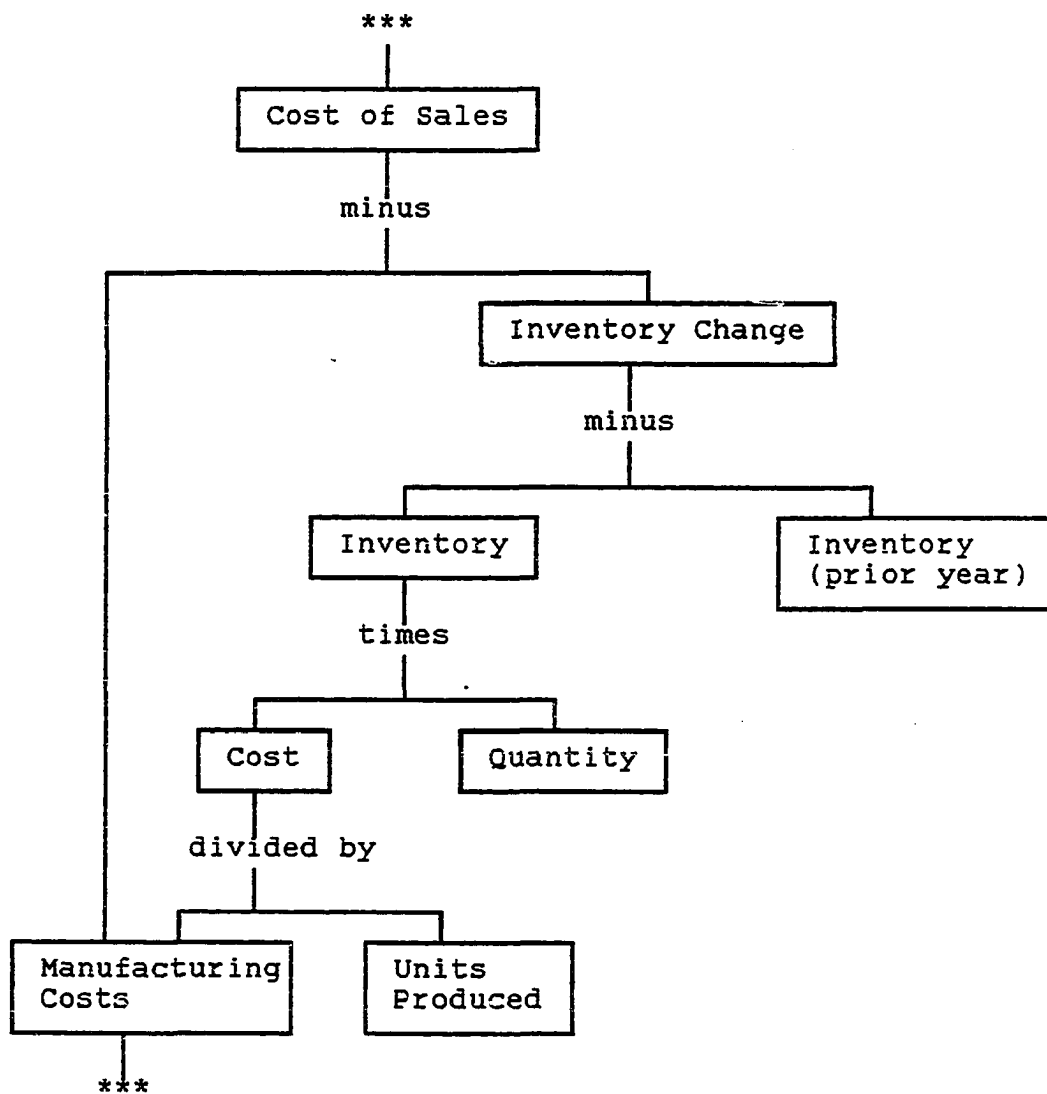 ***
Cost of Sales
minus
Inventory Change
minus
Inventory
Inventory
(prior year)
times
Cost
Quantity
divided by
Manufacturing
Costs
Units
Produced
***